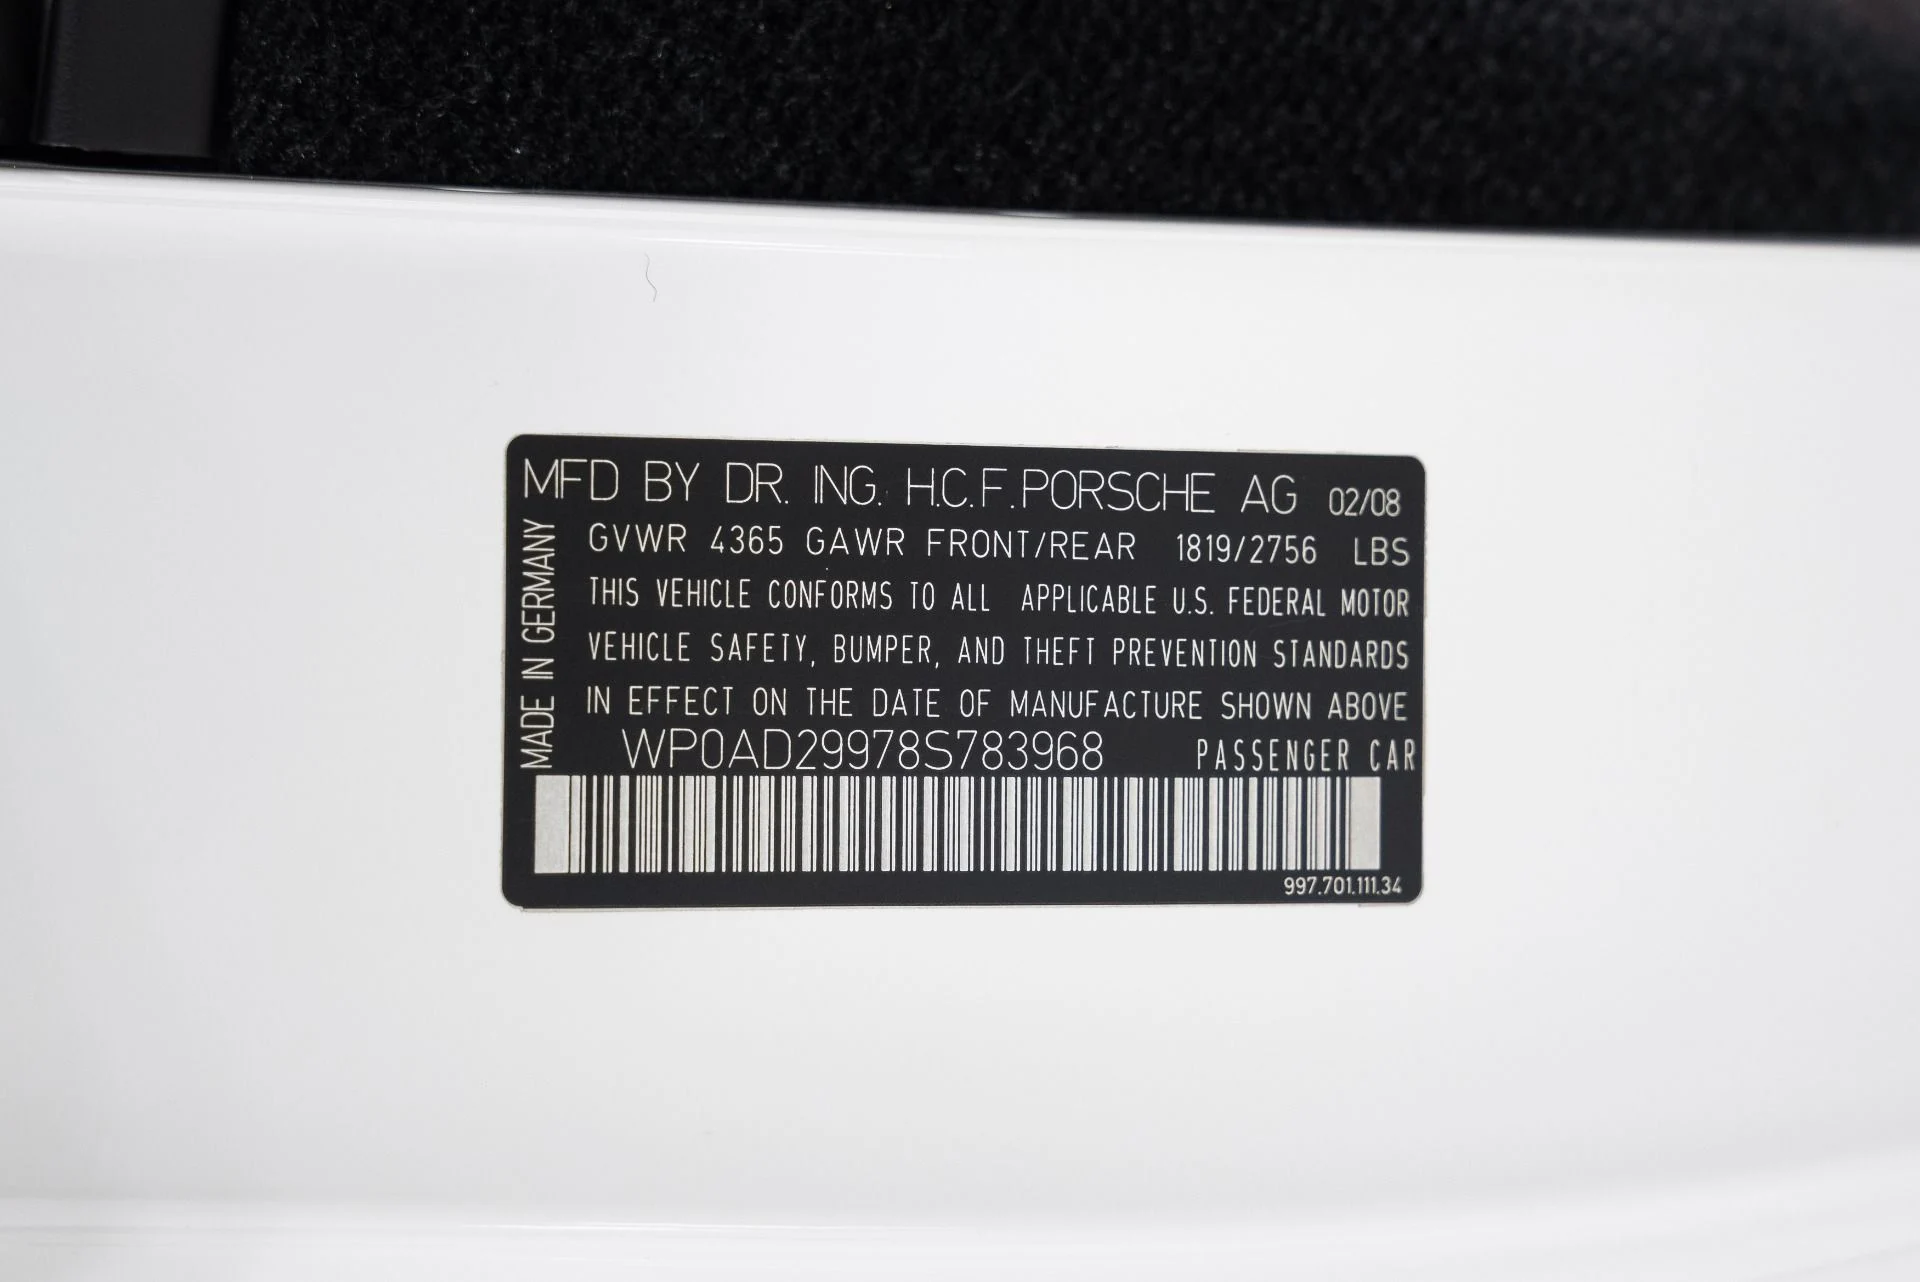 MFD BY DR. ING. H.C.F.PORSCHE AG 02/08
GVWR 4365 GAWR FRONT/REAR 1819/2756 LBS
THIS VEHICLE CONFORMS TO ALL APPLICABLE U.S. FEDERAL MOTOR
VEHICLE SAFETY, BUMPER, AND THEFT PREVENTION STANDARDS
IN EFFECT ON THE DATE OF MANUFACTURE SHOWN ABOVE
WP0AD29978S783968 PASSENGER CAR
997.701.111.34
MADE IN GERMANY